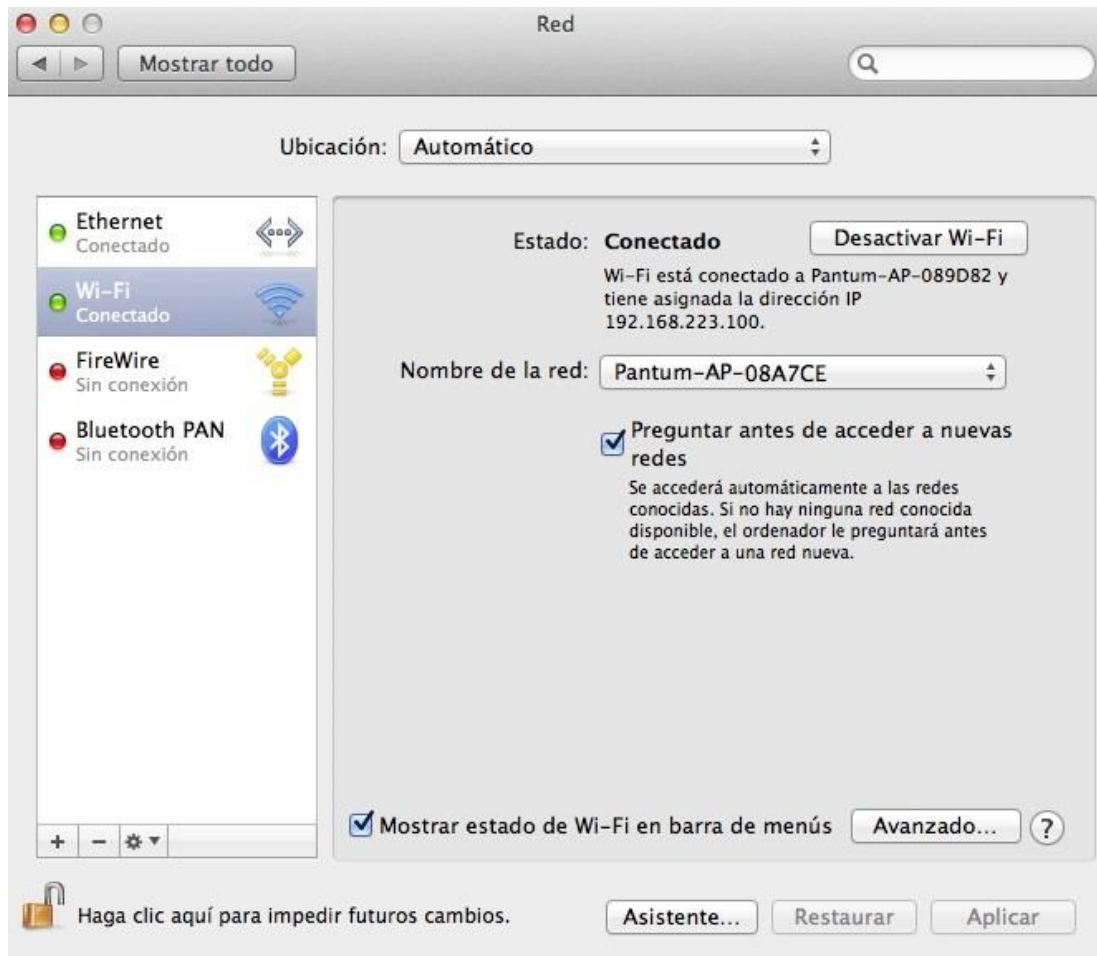 Red
Mostrar todo
Ubicación: Automático
Ethernet
Conectado
Wi-Fi
Conectado
FireWire
Sin conexión
Bluetooth PAN
Sin conexión
Estado: Conectado
Desactivar Wi-Fi
Wi-Fi está conectado a Pantum-AP-089D82 y
tiene asignada la dirección IP
192.168.223.100.
Nombre de la red: Pantum-AP-08A7CE
Preguntar antes de acceder a nuevas
redes
Se accederá automáticamente a las redes
conocidas. Si no hay ninguna red conocida
disponible, el ordenador le preguntará antes
de acceder a una red nueva.
Mostrar estado de Wi-Fi en barra de menús
Avanzado...
?
Haga clic aquí para impedir futuros cambios.
Asistente...
Restaurar
Aplicar